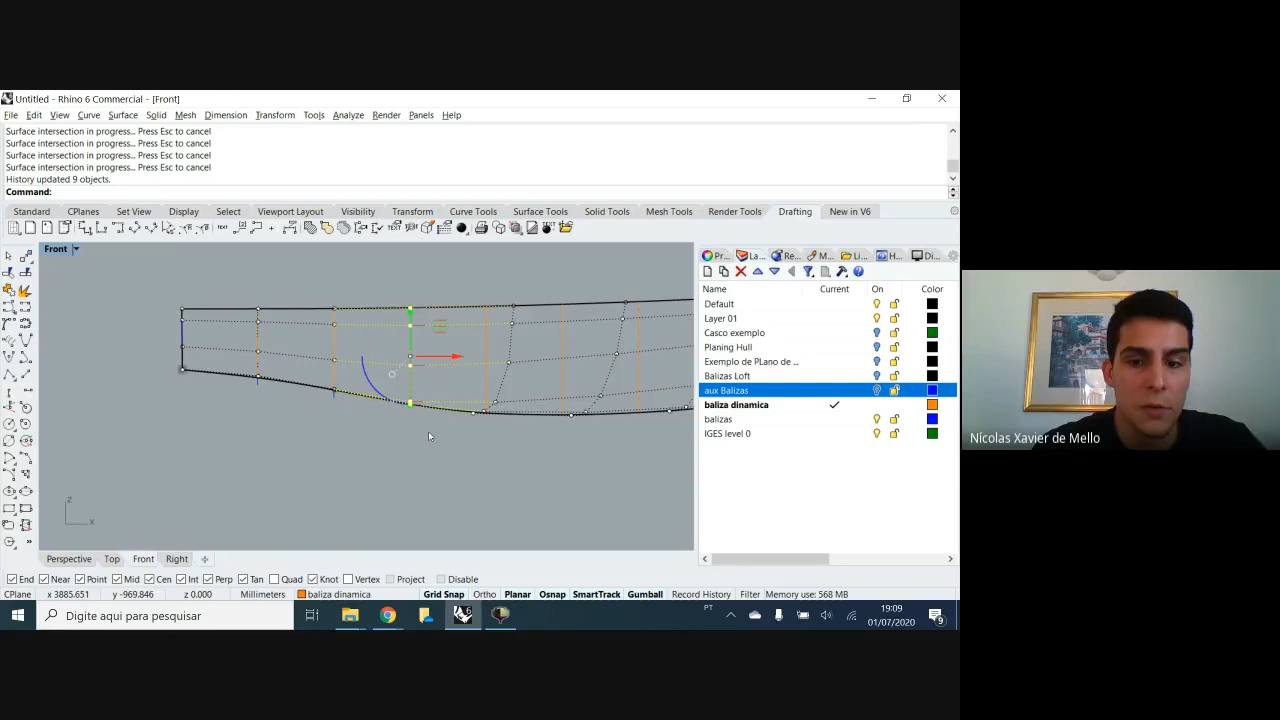 Untitled - Rhino 6 Commercial - [Front]
File Edit View Curve Surface Solid Mesh Dimension Transform Tools Analyze Render Panels Help
Surface intersection in progress... Press Esc to cancel
Surface intersection in progress... Press Esc to cancel
Surface intersection in progress... Press Esc to cancel
Surface intersection in progress... Press Esc to cancel
History updated 9 objects.
Command:
Standard CPlanes Set View Display Select Viewport Layout Visibility Transform Curve Tools Surface Tools Solid Tools Mesh Tools Render Tools Drafting New in V6
Front
Pr... La... Re... M... Li... H... Di...
Name Current On Color
Default
Layer 01
Casco exemplo
Planing Hull
Exemplo de PLano de ...
Balizas Loft
aux Balizas
baliza dinamica
balizas
IGES level 0
Nícolas Xavier de Mello
z
x
Perspective Top Front Right
End Near Point Mid Cen Int Perp Tan Quad Knot Vertex Project Disable
CPlane x 3885.651 y -969.846 z 0.000 Millimeters baliza dinamica Grid Snap Ortho Planar Osnap SmartTrack Gumball Record History Filter Memory use: 568 MB
Digite aqui para pesquisar
PT
19:09
01/07/2020
9